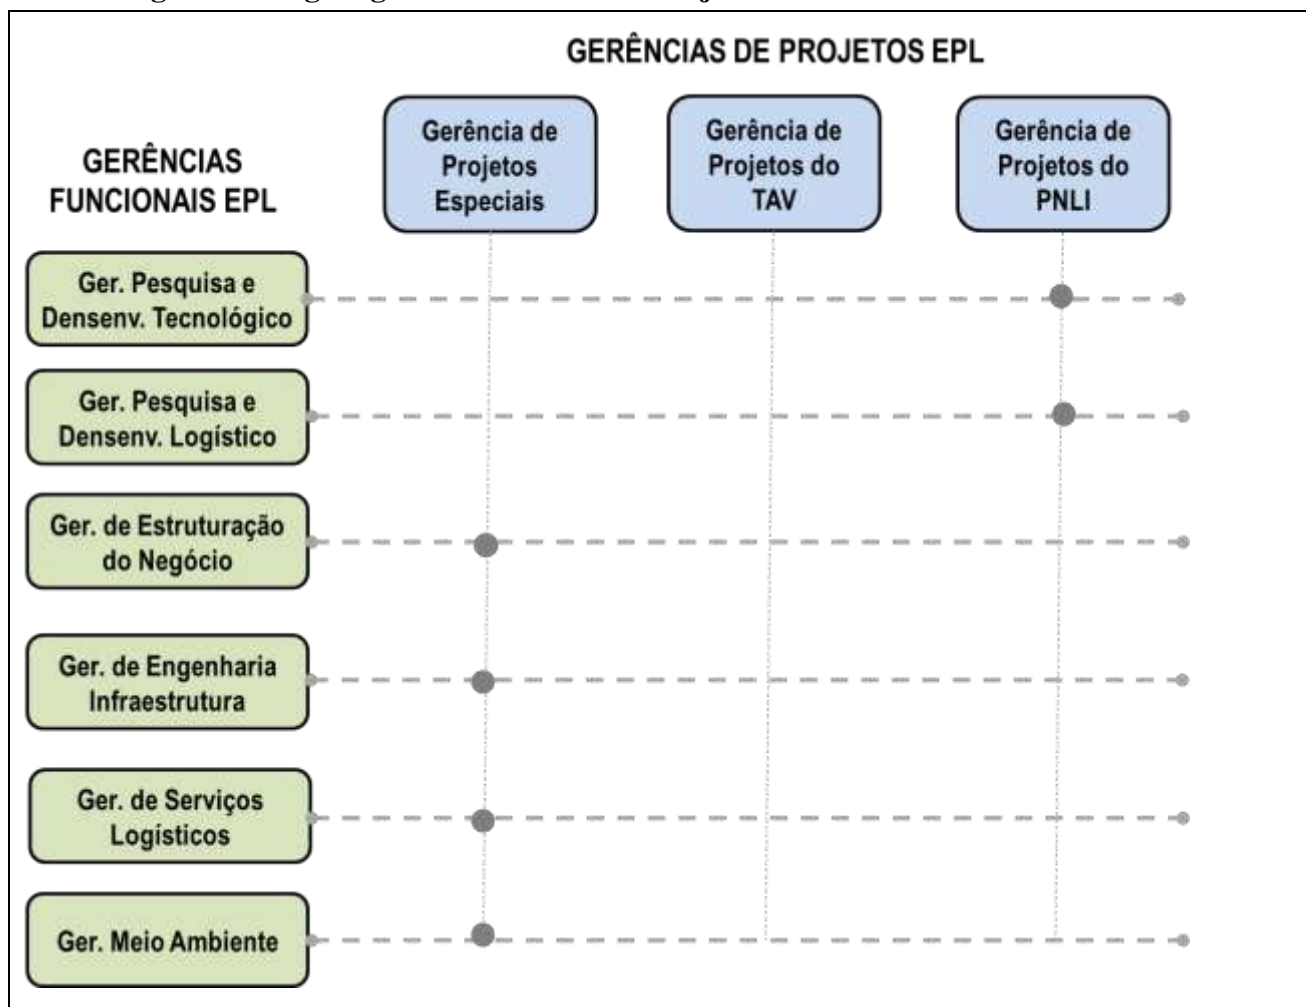 GERÊNCIAS DE PROJETOS EPL
Gerência de
Projetos
Especiais
Gerência de
Projetos do
TAV
Gerência de
Projetos do
PNLI
GERÊNCIAS
FUNCIONAIS EPL
Ger. Pesquisa e
Densenv. Tecnológico
Ger. Pesquisa e
Densenv. Logístico
Ger. de Estruturação
do Negócio
Ger. de Engenharia
Infraestrutura
Ger. de Serviços
Logísticos
Ger. Meio Ambiente